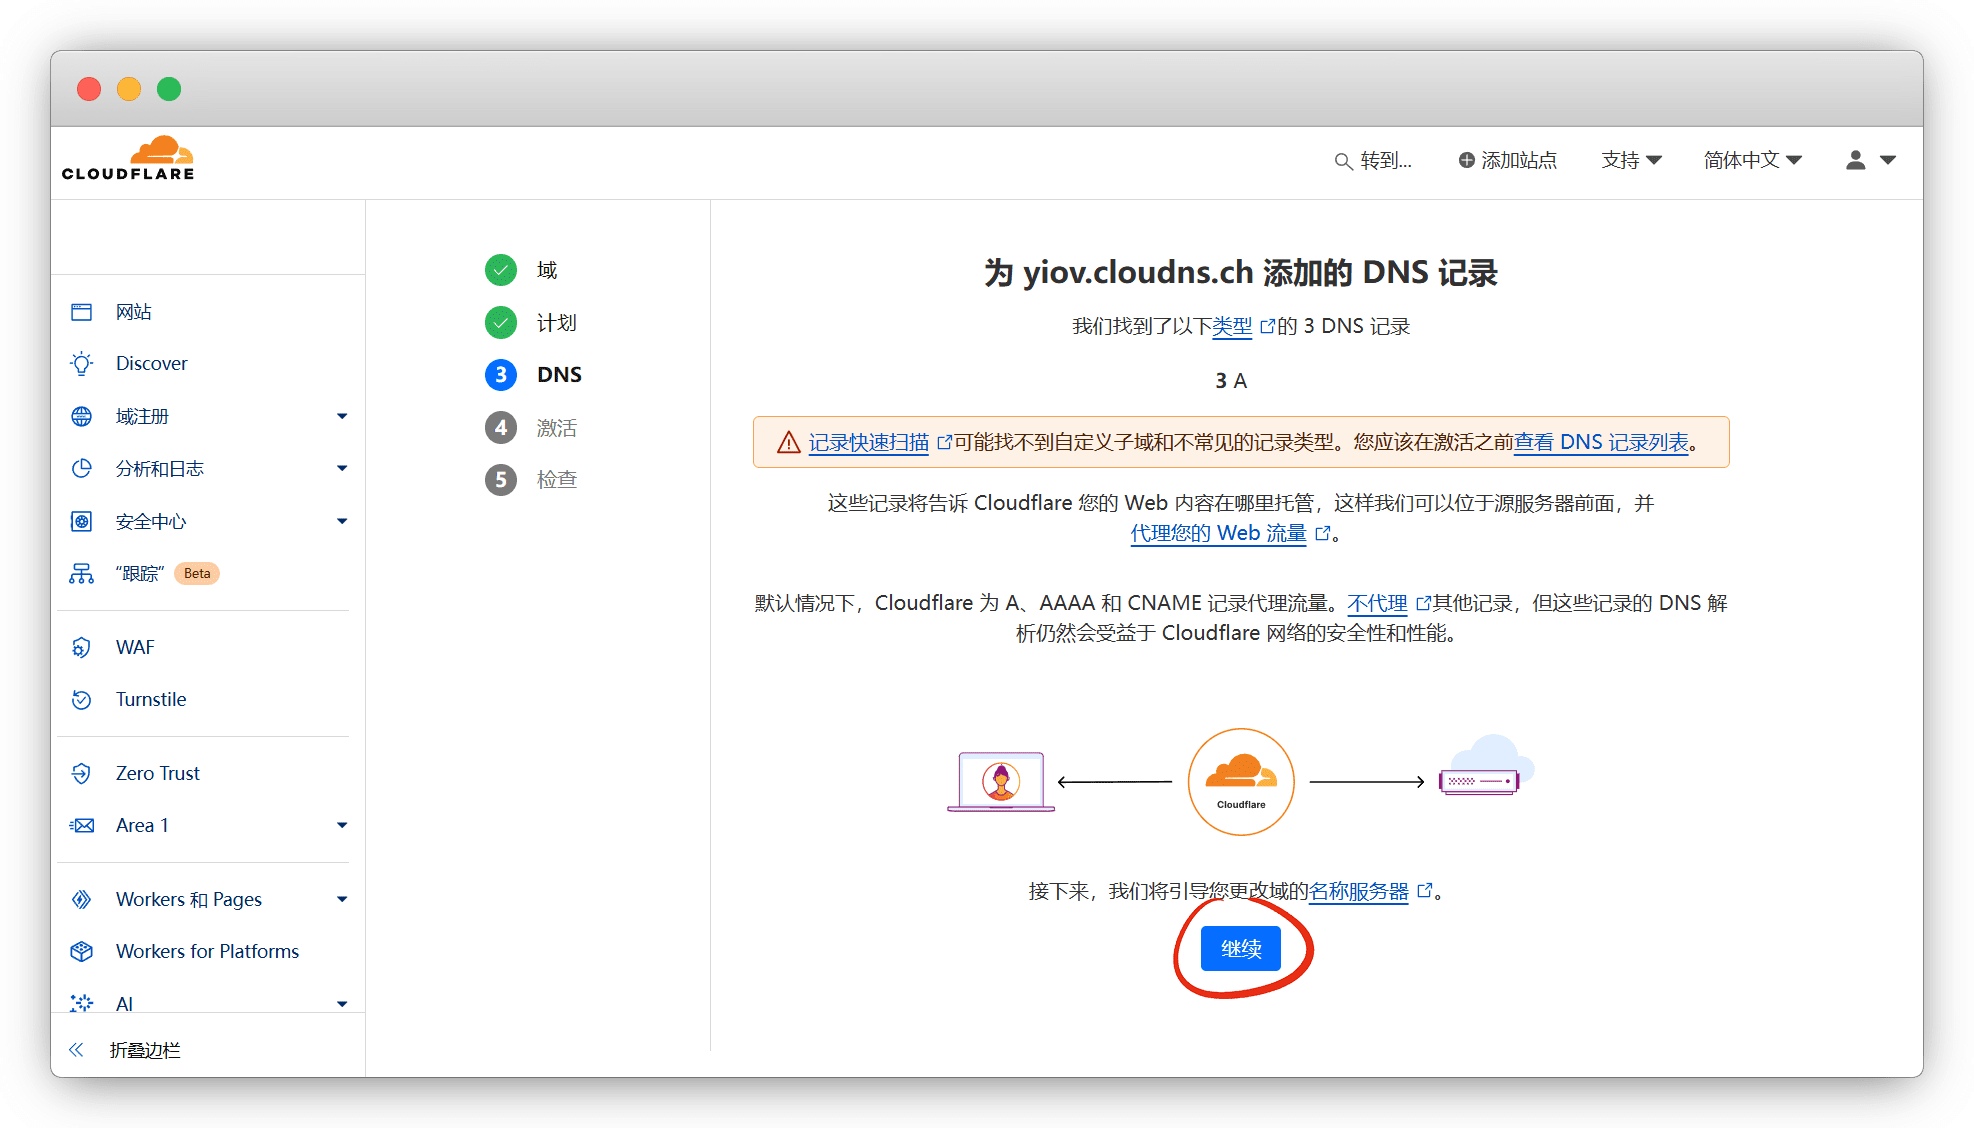 CLOUDFLARE
转到...
添加站点
支持
简体中文
网站
Discover
域注册
分析和日志
安全中心
“跟踪” Beta
WAF
Turnstile
Zero Trust
Area 1
Workers 和 Pages
Workers for Platforms
AI
折叠边栏
域
计划
3 DNS
4 激活
5 检查
为 yiov.cloudns.ch 添加的 DNS 记录
我们找到了以下类型 的 3 DNS 记录
3 A
记录快速扫描 可能找不到自定义子域和不常见的记录类型。您应该在激活之前查看 DNS 记录列表。
这些记录将告诉 Cloudflare 您的 Web 内容在哪里托管，这样我们可以位于源服务器前面，并
代理您的 Web 流量 。
默认情况下，Cloudflare 为 A、AAAA 和 CNAME 记录代理流量。不代理 其他记录，但这些记录的 DNS 解
析仍然会受益于 Cloudflare 网络的安全性和性能。
Cloudflare
接下来，我们将引导您更改域的名称服务器 。
继续